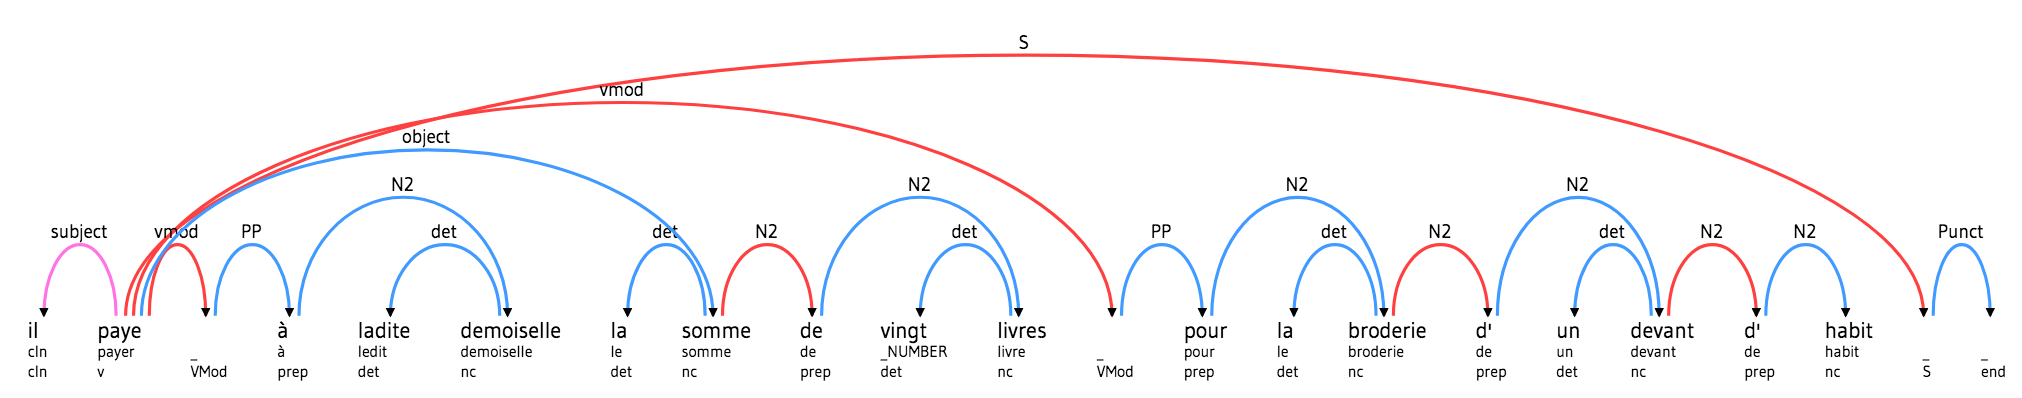 S
vmod
object
N2 N2 N2 N2
subject vmod PP det det N2 det PP det N2 det N2 N2 Punct
il paye à ladite demoiselle la somme de vingt livres pour la broderie d' un devant d' habit
cln payer _ à ledit demoiselle le somme de _NUMBER livre _ pour le broderie de un devant de habit _ _
cln v VMod prep det nc det nc prep det nc VMod prep det nc prep det nc prep nc S end